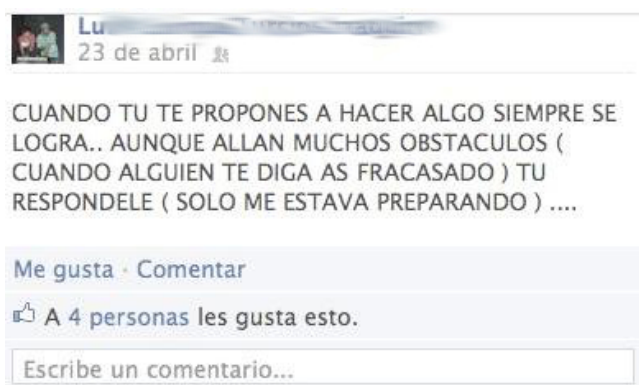 Lu
23 de abril
CUANDO TU TE PROPONES A HACER ALGO SIEMPRE SE
LOGRA.. AUNQUE ALLAN MUCHOS OBSTACULOS (
CUANDO ALGUIEN TE DIGA AS FRACASADO ) TU
RESPONDELE ( SOLO ME ESTAVA PREPARANDO ) ....
Me gusta · Comentar
A 4 personas les gusta esto.
Escribe un comentario...